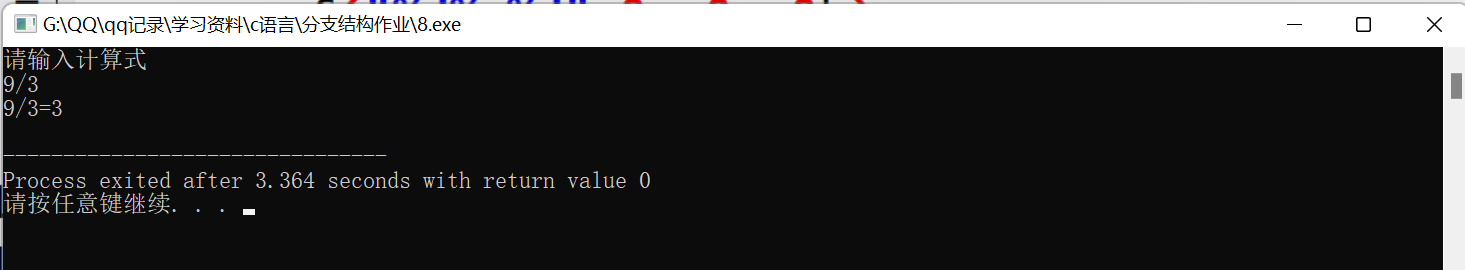 G:\QQ\qq记录\学习资料\c语言\分支结构作业\8.exe
请输入计算式
9/3
9/3=3
--------------------------------
Process exited after 3.364 seconds with return value 0
请按任意键继续. . .